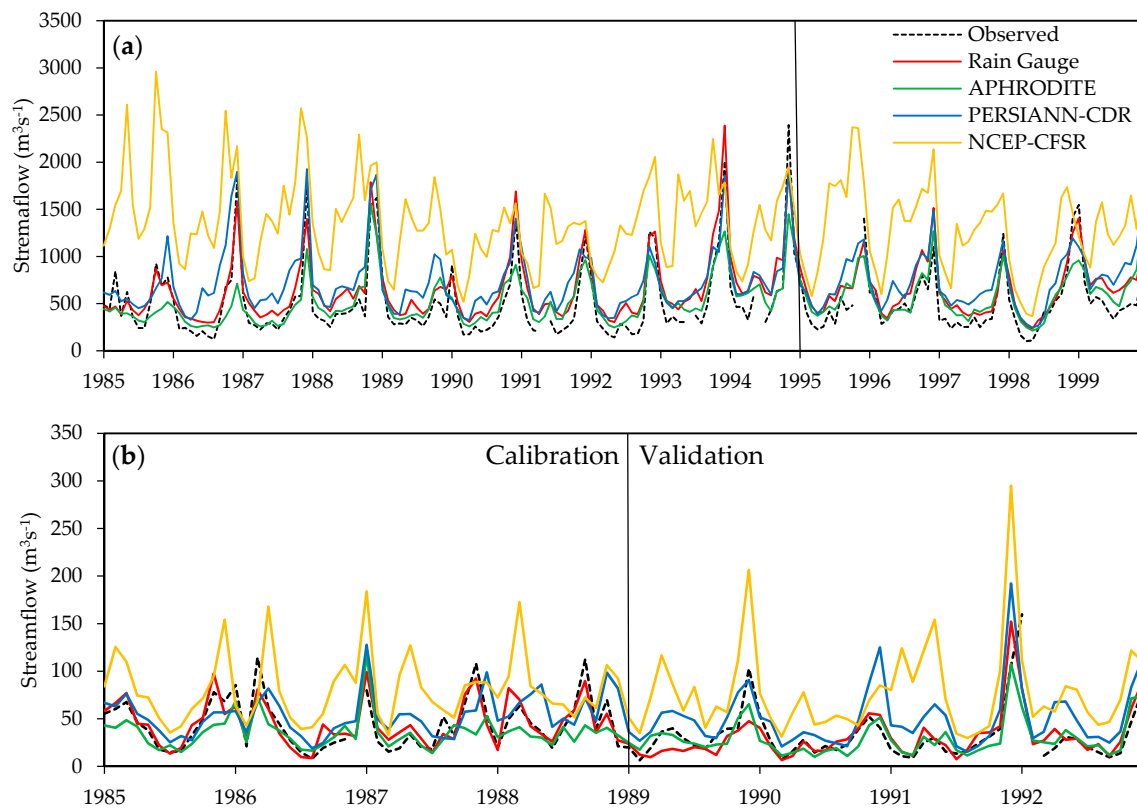 (a)
Observed
Rain Gauge
APHRODITE
PERSIANN-CDR
NCEP-CFSR
Stremaflow (m³s⁻¹)
3500
3000
2500
2000
1500
1000
500
0
1985 1986 1987 1988 1989 1990 1991 1992 1993 1994 1995 1996 1997 1998 1999
(b)
Calibration Validation
Streamflow (m³s⁻¹)
350
300
250
200
150
100
50
0
1985 1986 1987 1988 1989 1990 1991 1992